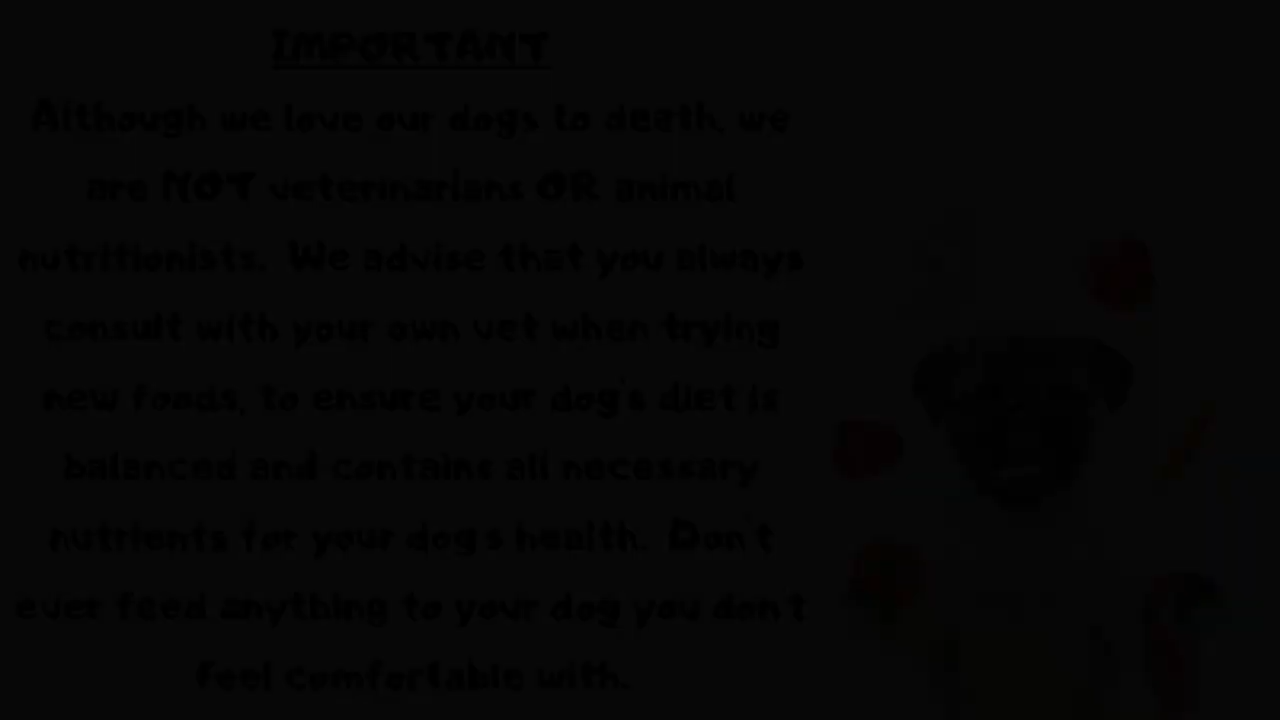 IMPORTANT
Although we love our dogs to death, we
are NOT veterinarians OR animal
nutritionists. We advise that you always
consult with your own vet when trying
new foods, to ensure your dog's diet is
balanced and contains all necessary
nutrients for your dog's health. Don't
ever feed anything to your dog you don't
feel comfortable with.